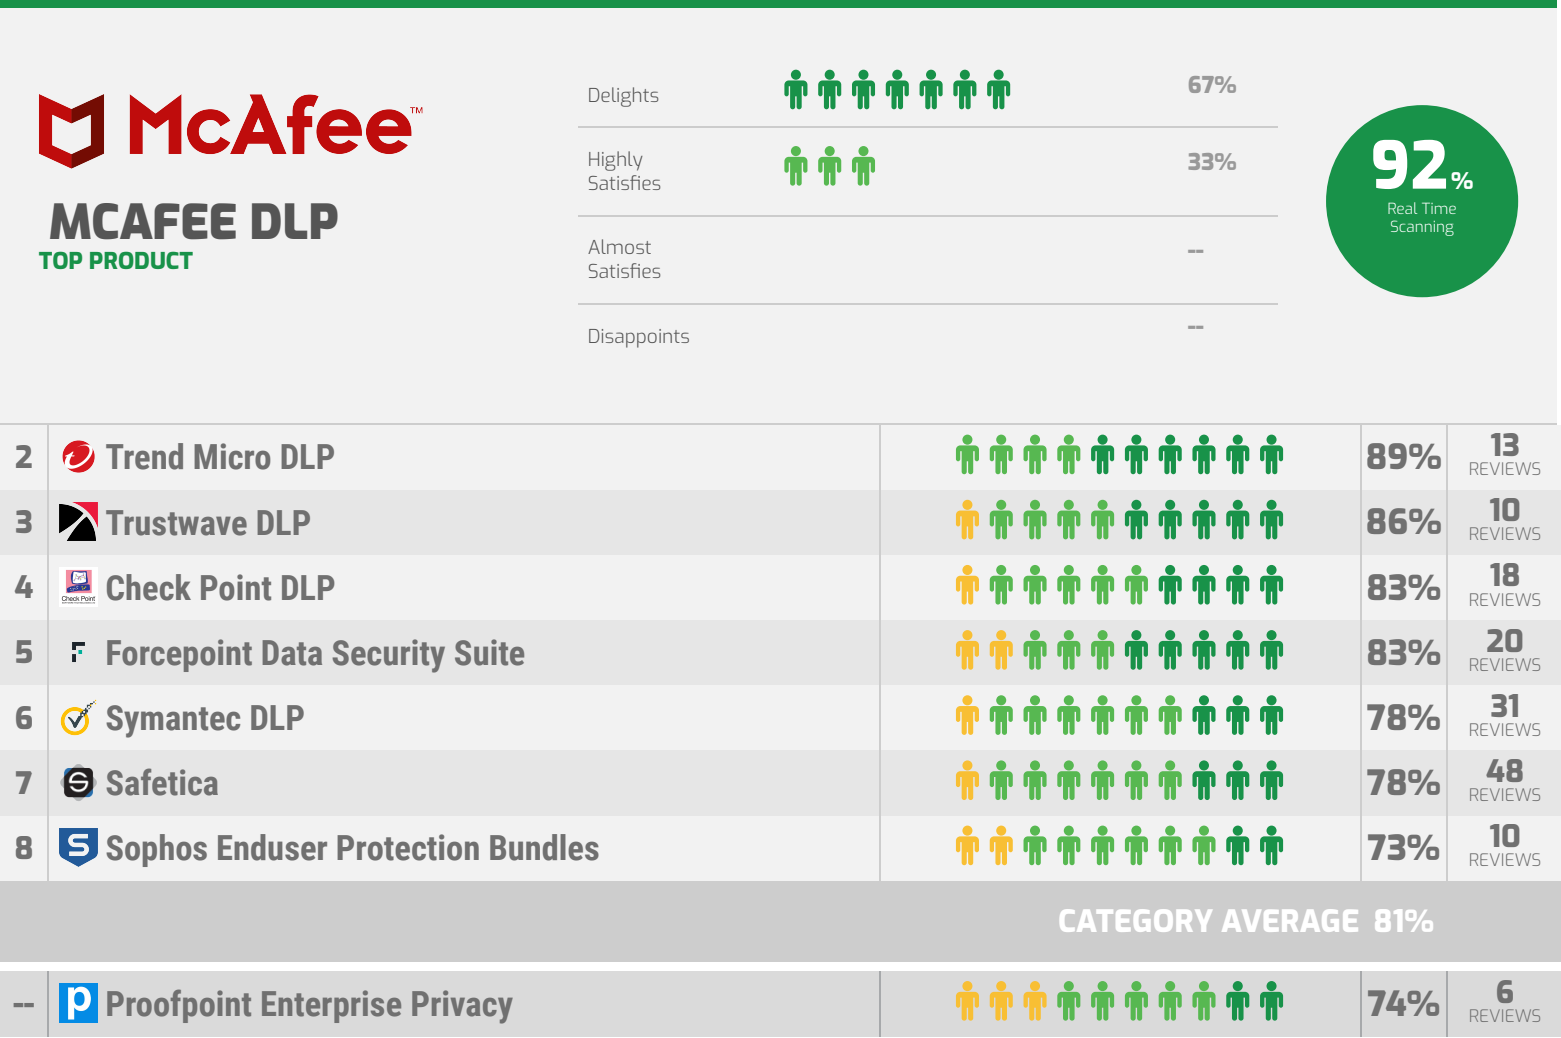 McAfee™
MCAFEE DLP
TOP PRODUCT
Delights 67%
Highly
Satisfies 33%
Almost
Satisfies --
Disappoints --
92%
Real Time
Scanning
2 Trend Micro DLP 89% 13
REVIEWS
3 Trustwave DLP 86% 10
REVIEWS
4 Check Point Check Point DLP 83% 18
REVIEWS
5 Forcepoint Data Security Suite 83% 20
REVIEWS
6 Symantec DLP 78% 31
REVIEWS
7 S Safetica 78% 48
REVIEWS
8 S Sophos Enduser Protection Bundles 73% 10
REVIEWS
CATEGORY AVERAGE 81%
-- p Proofpoint Enterprise Privacy 74% 6
REVIEWS